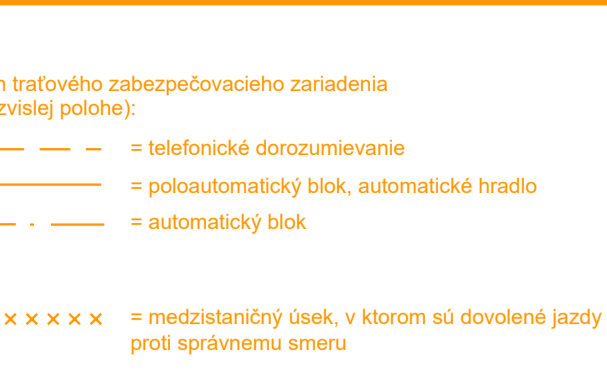 traťového zabezpečovacieho zariadenia
polohe):
= telefonické dorozumievanie
= poloautomatický blok, automatické hradlo
= automatický blok
= medzistaničný úsek, v ktorom sú dovolené jazdy
proti správnemu smeru